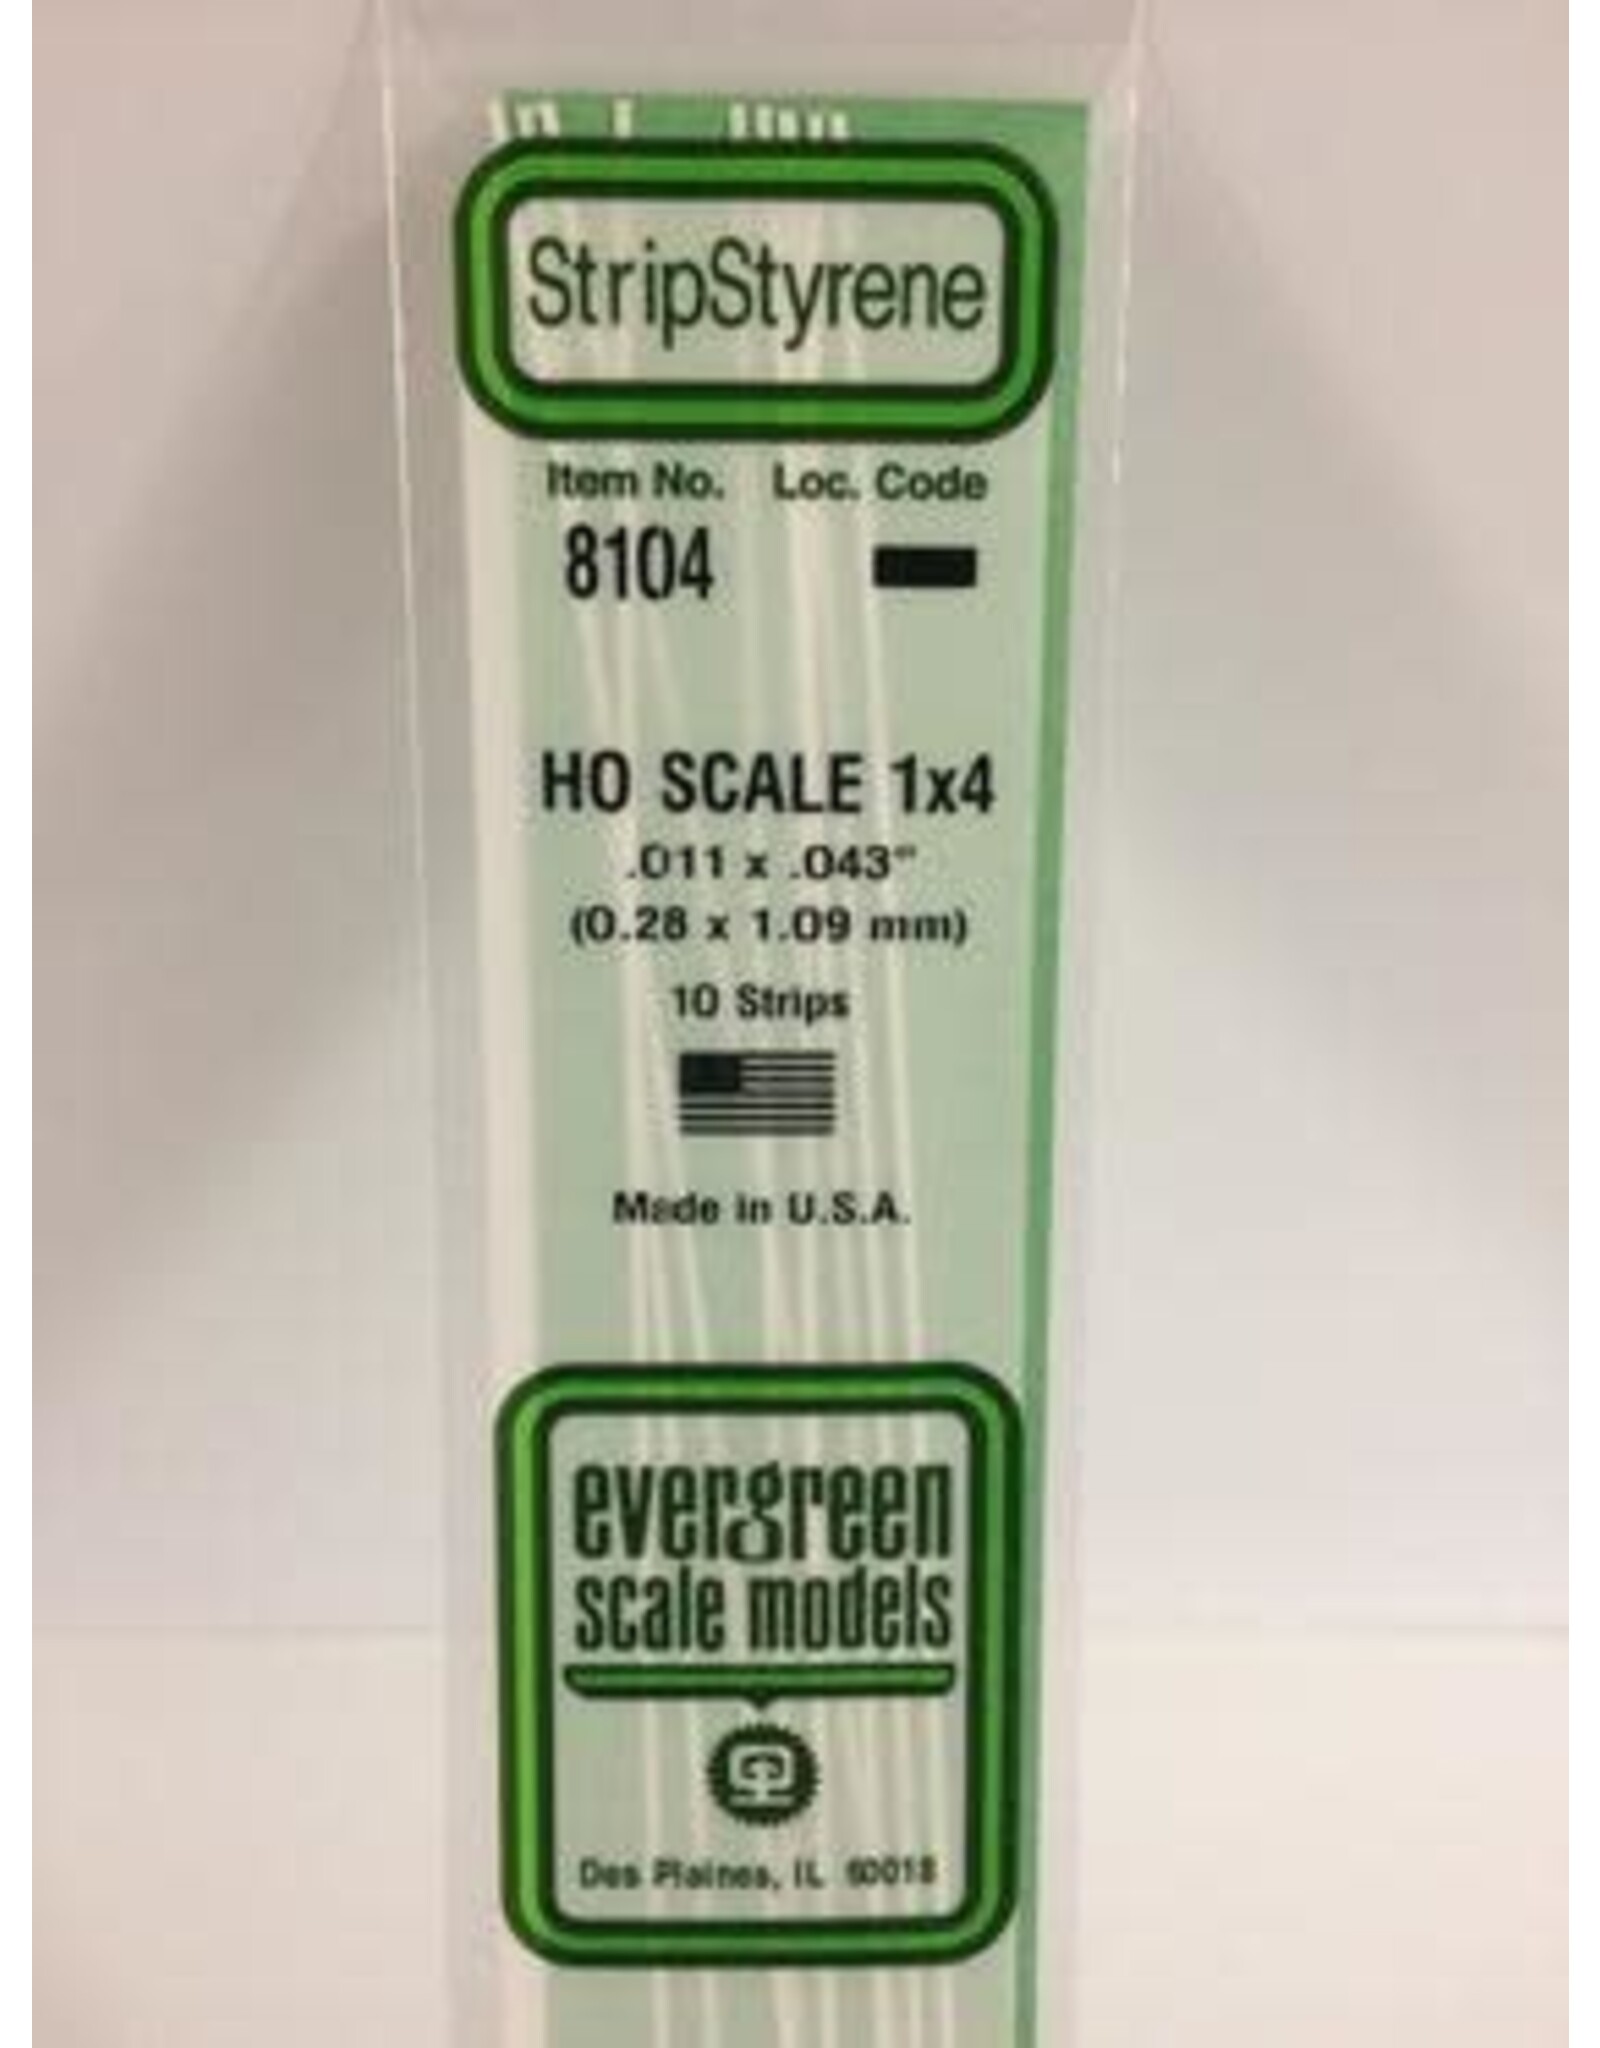 StripStyrene
Item No. Loc. Code
8104
HO SCALE 1x4
.011 x .043"
(0.28 x 1.09 mm)
10 Strips
Made in U.S.A.
evergreen
scale models
Des Plaines, IL 60018